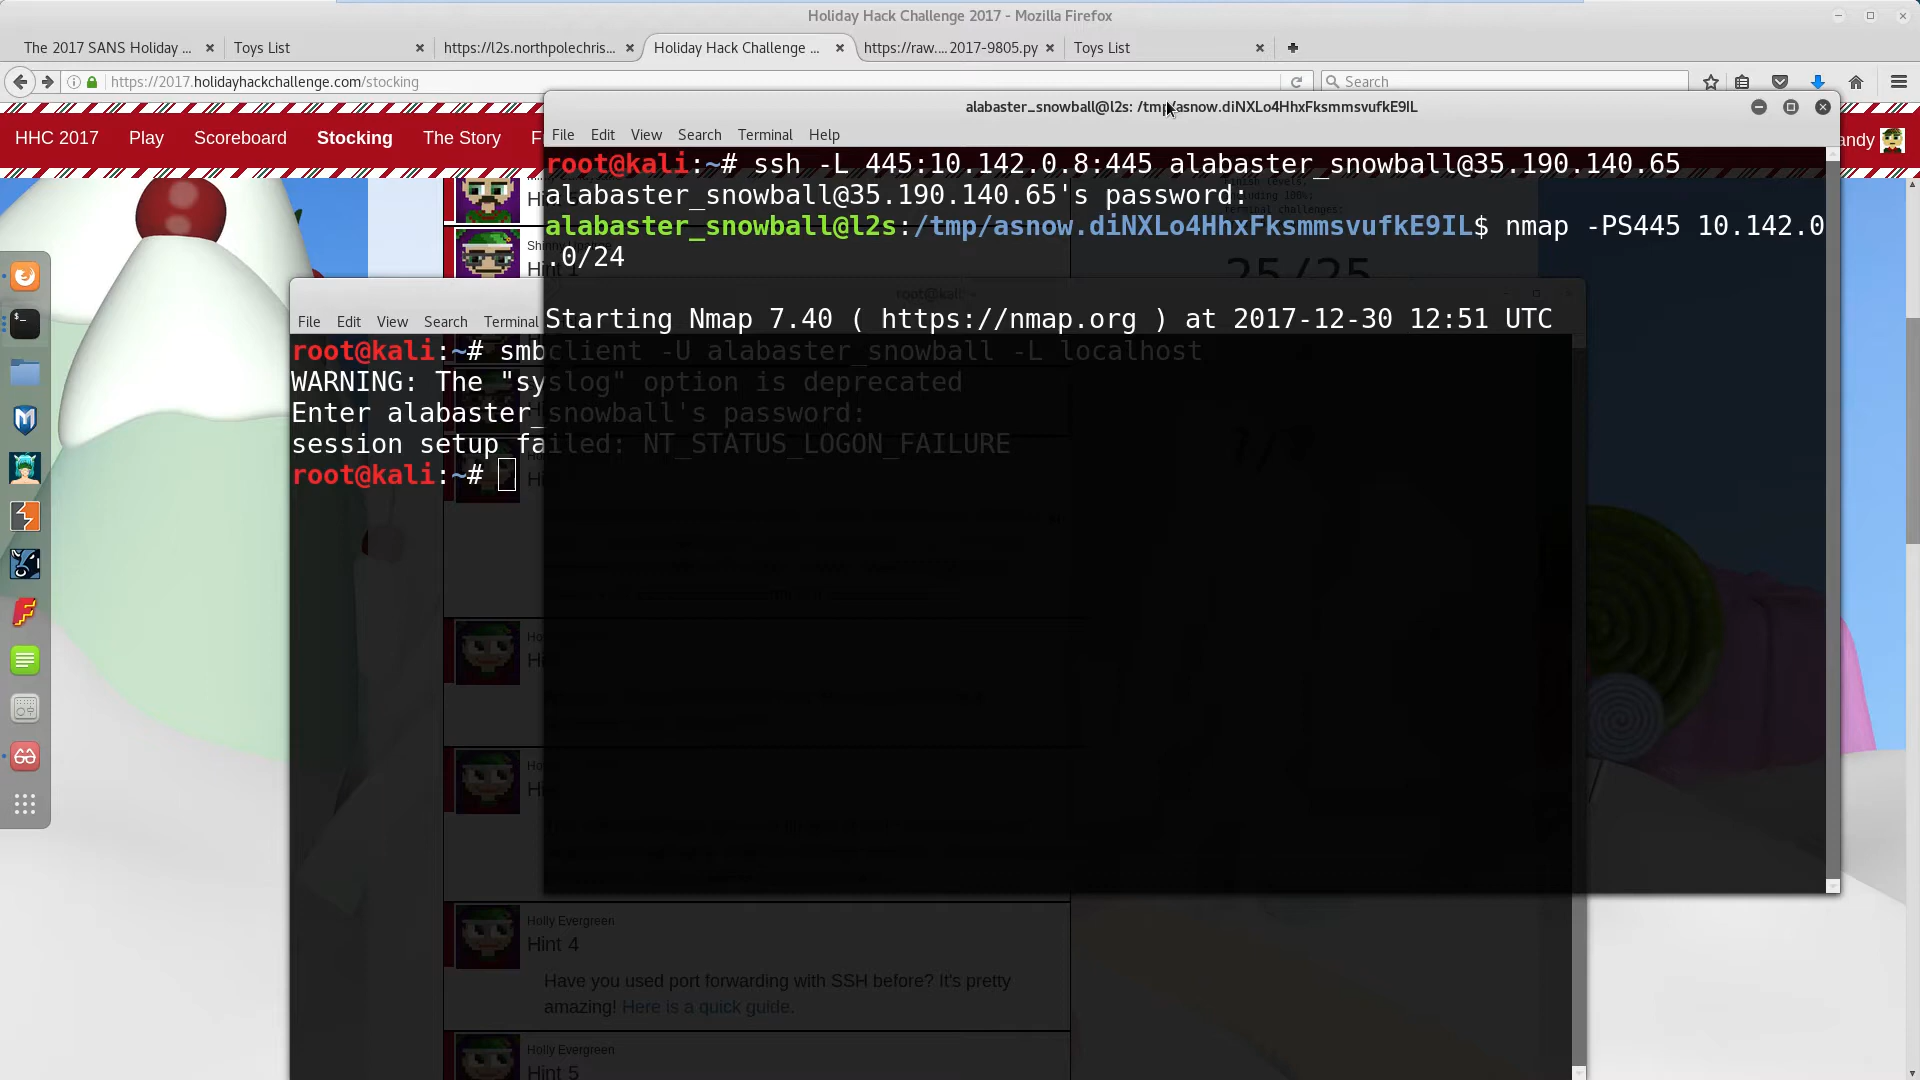 Holiday Hack Challenge 2017 - Mozilla Firefox
The 2017 SANS Holiday ...
Toys List
https://l2s.northpolechris...
Holiday Hack Challenge ...
https://raw.... 2017-9805.py
Toys List
https://2017.holidayhackchallenge.com/stocking
Search
HHC 2017 Play Scoreboard Stocking The Story
andy
alabaster_snowball@l2s: /tmp/asnow.diNXLo4HhxFksmmsvufkE9IL
File Edit View Search Terminal Help
root@kali:~# ssh -L 445:10.142.0.8:445 alabaster_snowball@35.190.140.65
alabaster_snowball@35.190.140.65's password:
alabaster_snowball@l2s:/tmp/asnow.diNXLo4HhxFksmmsvufkE9IL$ nmap -PS445 10.142.0
.0/24
25/25
Starting Nmap 7.40 ( https://nmap.org ) at 2017-12-30 12:51 UTC
root@kali: ~
File Edit View Search Terminal
root@kali:~# smbclient -U alabaster_snowball -L localhost
WARNING: The "syslog" option is deprecated
Enter alabaster_snowball's password:
session setup failed: NT_STATUS_LOGON_FAILURE
root@kali:~#
Holly Evergreen
Hint 4
Have you used port forwarding with SSH before? It's pretty
amazing! Here is a quick guide.
Holly Evergreen
Hint 5